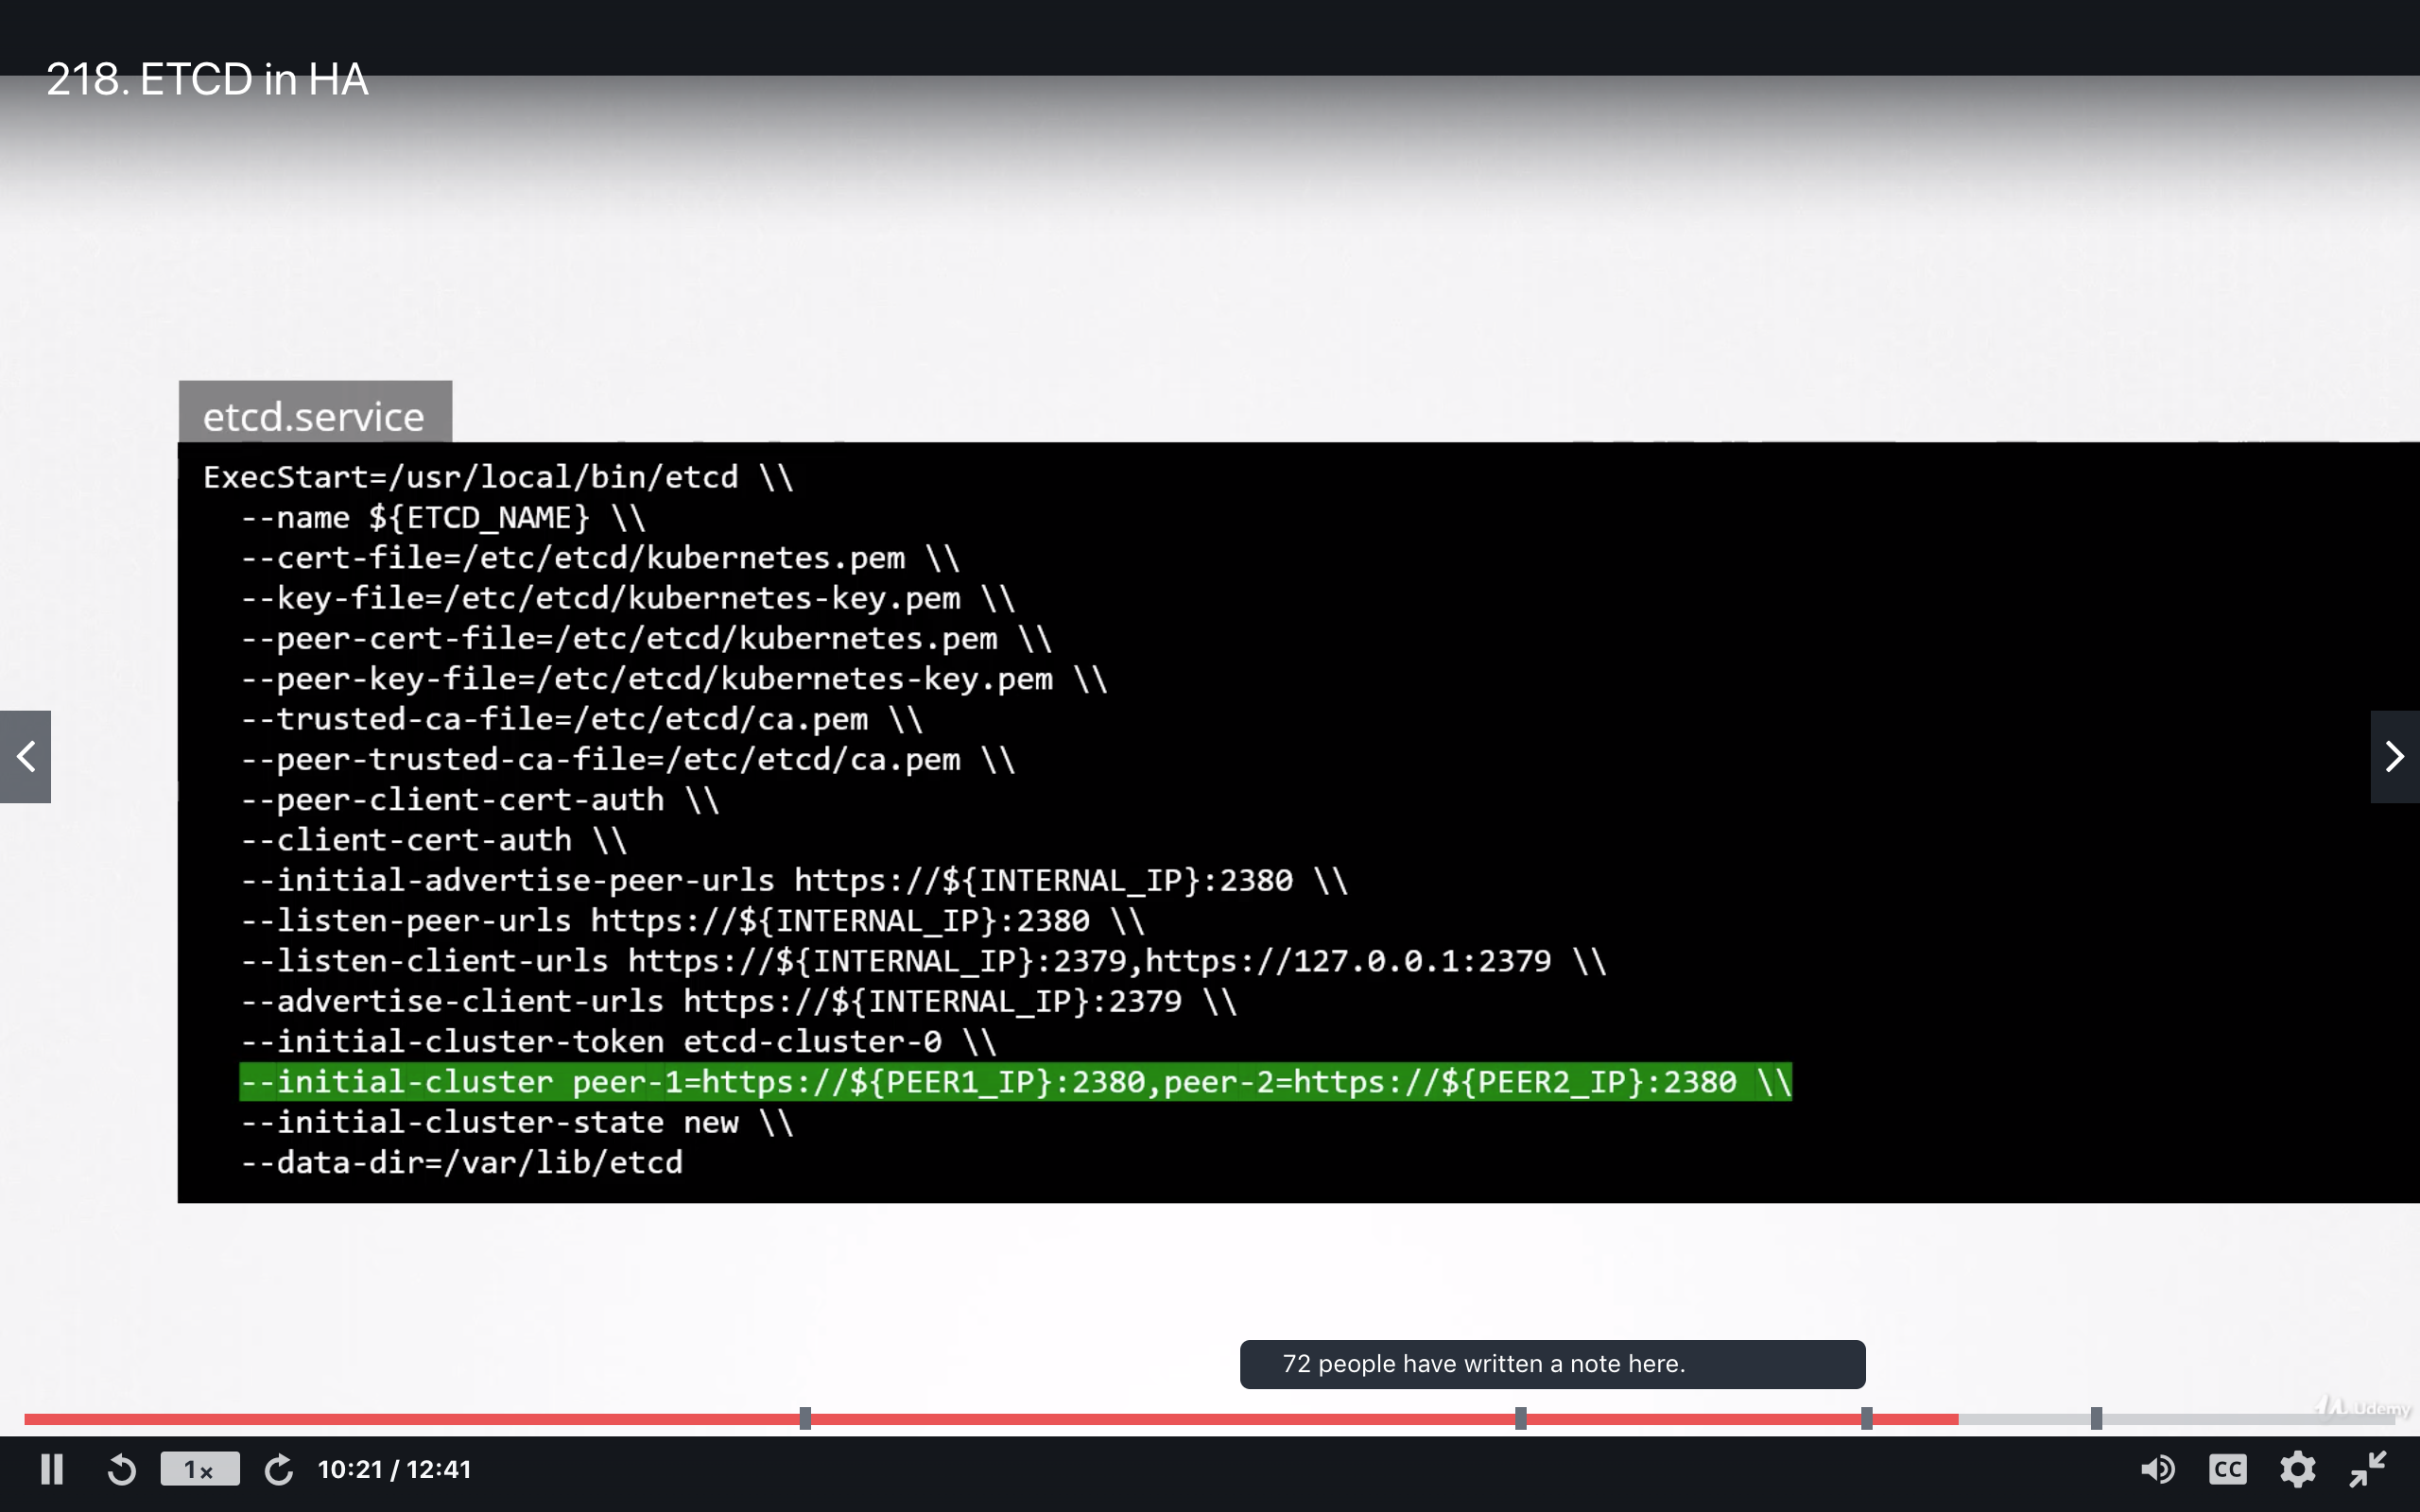 218. ETCD in HA
etcd.service
ExecStart=/usr/local/bin/etcd \\
  --name ${ETCD_NAME} \\
  --cert-file=/etc/etcd/kubernetes.pem \\
  --key-file=/etc/etcd/kubernetes-key.pem \\
  --peer-cert-file=/etc/etcd/kubernetes.pem \\
  --peer-key-file=/etc/etcd/kubernetes-key.pem \\
  --trusted-ca-file=/etc/etcd/ca.pem \\
  --peer-trusted-ca-file=/etc/etcd/ca.pem \\
  --peer-client-cert-auth \\
  --client-cert-auth \\
  --initial-advertise-peer-urls https://${INTERNAL_IP}:2380 \\
  --listen-peer-urls https://${INTERNAL_IP}:2380 \\
  --listen-client-urls https://${INTERNAL_IP}:2379,https://127.0.0.1:2379 \\
  --advertise-client-urls https://${INTERNAL_IP}:2379 \\
  --initial-cluster-token etcd-cluster-0 \\
  --initial-cluster peer-1=https://${PEER1_IP}:2380,peer-2=https://${PEER2_IP}:2380 \\
  --initial-cluster-state new \\
  --data-dir=/var/lib/etcd
72 people have written a note here.
Udemy
1x
10:21 / 12:41
CC